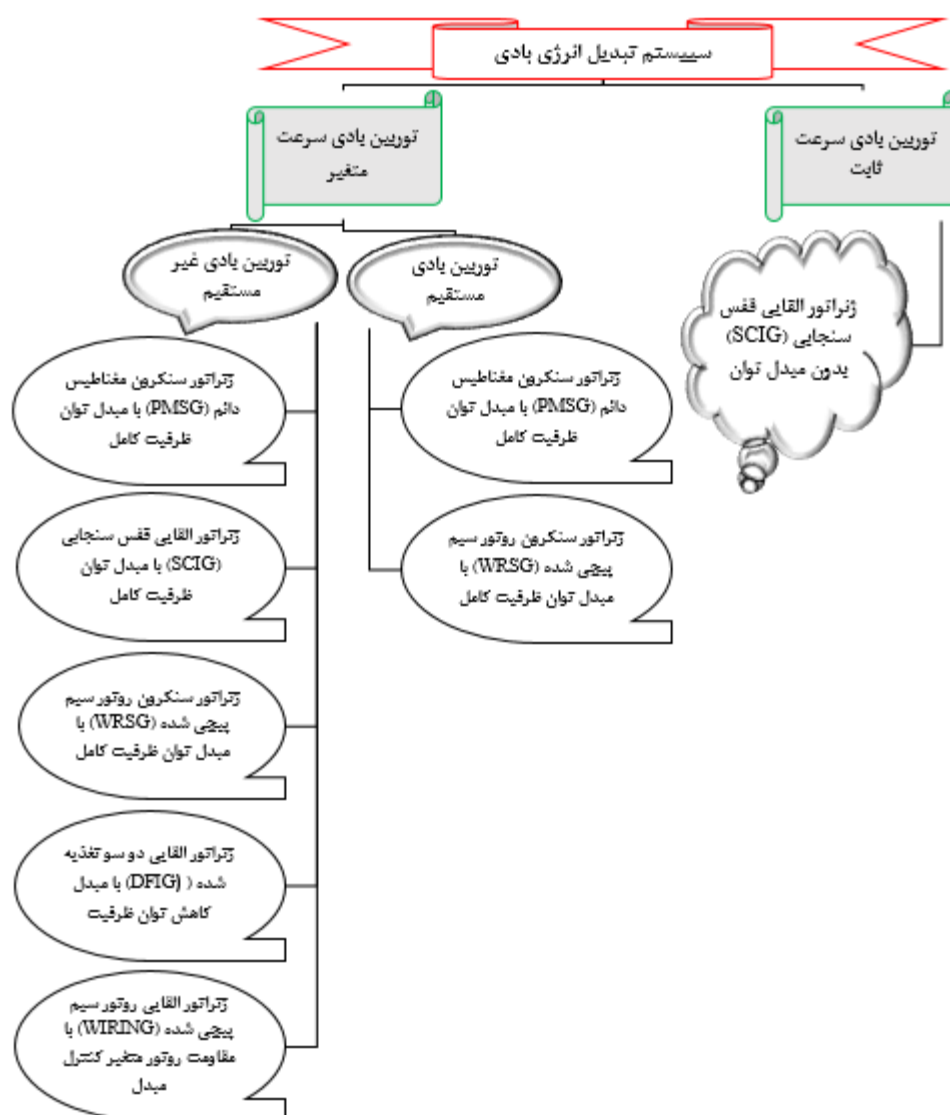 سییستم تبدیل انرژی بادی
توربین بادی سرعت
ثابت
توربین بادی سرعت
متغیر
ژنراتور القایی قفس
سنجابی (SCIG)
بدون مبدل توان
توربین بادی
مستقیم
توربین بادی غیر
مستقیم
ژنراتور سنکرون مغناطیس
دائم (PMSG) با مبدل توان
ظرفیت کامل
ژنراتور سنکرون روتور سیم
پیچی شده (WRSG) با
مبدل توان ظرفیت کامل
ژنراتور سنکرون مغناطیس
دائم (PMSG) با مبدل توان
ظرفیت کامل
ژنراتور القایی قفس سنجابی
(SCIG) با مبدل توان
ظرفیت کامل
ژنراتور سنکرون روتور سیم
پیچی شده (WRSG) با
مبدل توان ظرفیت کامل
ژنراتور القایی دو سو تغذیه
شده ( (DFIG) با مبدل
کاهش توان ظرفیت
ژنراتور القایی روتور سیم
پیچی شده (WIRING) با
مقاومت روتور متغیر کنترل
مبدل